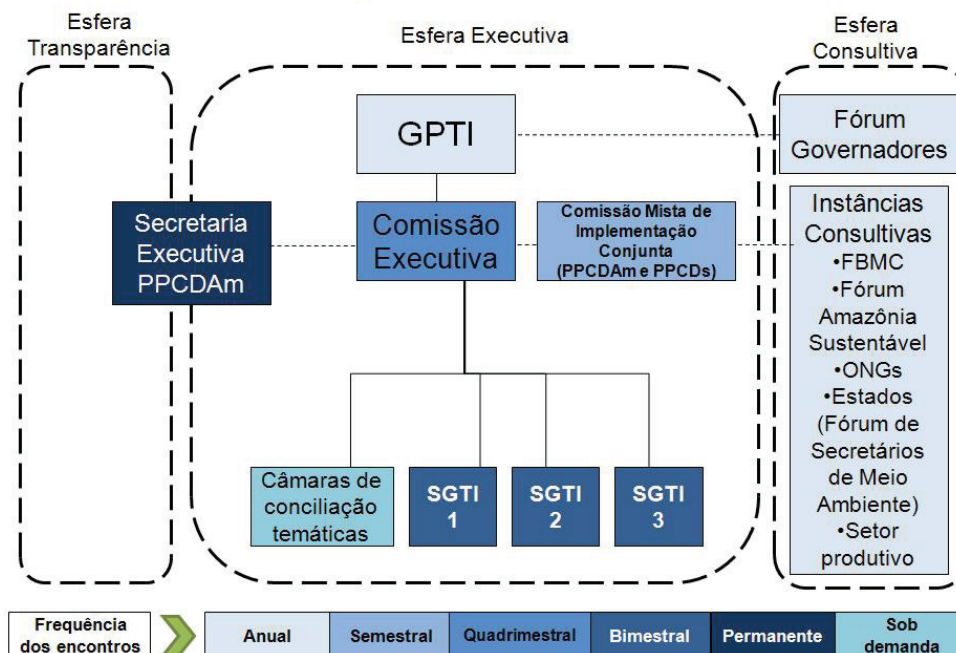 Esfera
Transparência
Esfera Executiva
Esfera
Consultiva
GPTI
Fórum
Governadores
Secretaria
Executiva
PPCDAm
Comissão
Executiva
Comissão Mista de
Implementação
Conjunta
(PPCDAm e PPCDs)
Instâncias
Consultivas
•FBMC
•Fórum
Amazônia
Sustentável
•ONGs
•Estados
(Fórum de
Secretários
de Meio
Ambiente)
•Setor
produtivo
Câmaras de
conciliação
temáticas
SGTI
1
SGTI
2
SGTI
3
Frequência
dos encontros
Anual
Semestral
Quadrimestral
Bimestral
Permanente
Sob
demanda